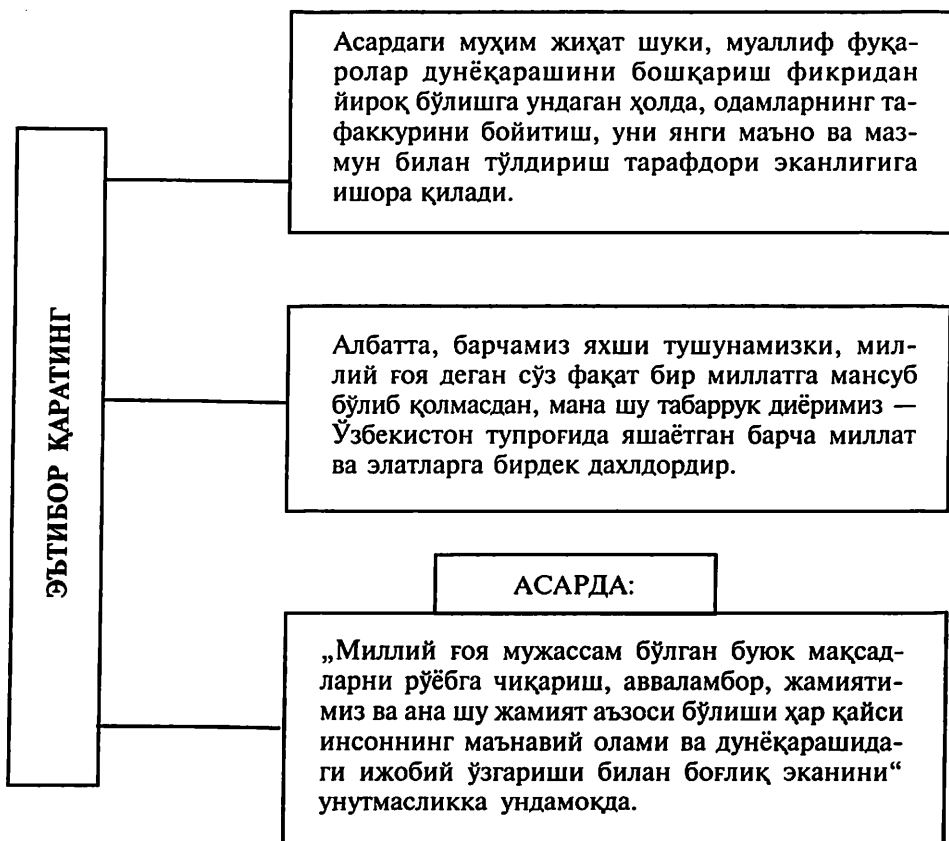 ЭЪТИБОР ҚАРАТИНГ
Асардаги муҳим жиҳат шуки, муаллиф фуқа-
ролар дунёқарашини бошқариш фикридан
йироқ бўлишга ундаган ҳолда, одамларнинг та-
факкурини бойитиш, уни янги маъно ва маз-
мун билан тўлдириш тарафдори эканлигига
ишора қилади.
Албатта, барчамиз яхши тушунамизки, мил-
лий ғоя деган сўз фақат бир миллатга мансуб
бўлиб қолмасдан, мана шу табаррук диёримиз —
Ўзбекистон тупроғида яшаётган барча миллат
ва элатларга бирдек дахлдордир.
АСАРДА:
„Миллий ғоя мужассам бўлган буюк мақсад-
ларни рўёбга чиқариш, авваламбор, жамияти-
миз ва ана шу жамият аъзоси бўлиши ҳар қайси
инсоннинг маънавий олами ва дунёқарашида-
ги ижобий ўзгариши билан боғлиқ эканини“
унутмасликка ундамоқда.